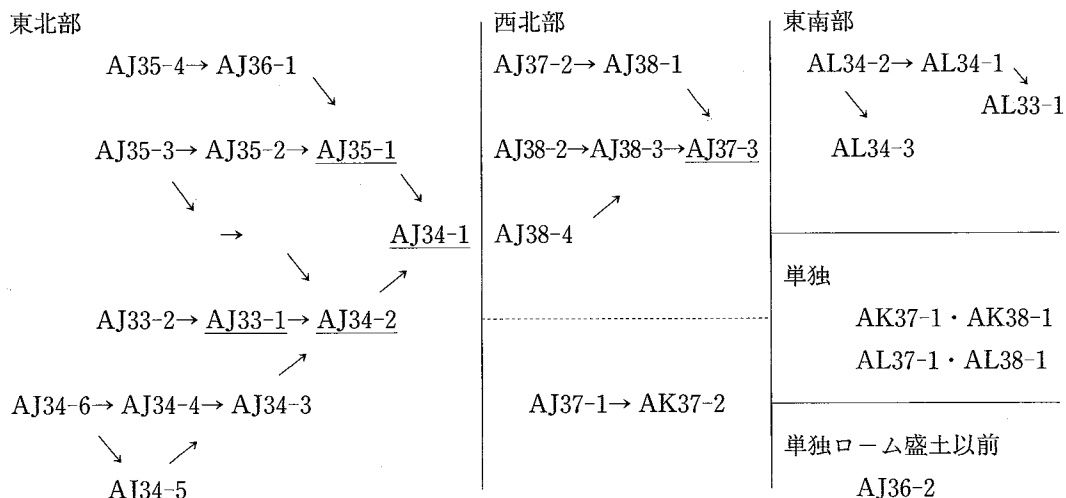 東北部
AJ35-4→AJ36-1
↘
AJ35-3→AJ35-2→AJ35-1
↘ ↘
→ AJ34-1
↘ ↗
AJ33-2→AJ33-1→AJ34-2
↗
AJ34-6→AJ34-4→AJ34-3
↘ ↗
AJ34-5
西北部
AJ37-2→AJ38-1
↘
AJ38-2→AJ38-3→AJ37-3
↗
AJ38-4
AJ37-1→AK37-2
東南部
AL34-2→AL34-1
↘ ↘
AL33-1
AL34-3
単独
AK37-1・AK38-1
AL37-1・AL38-1
単独ローム盛土以前
AJ36-2